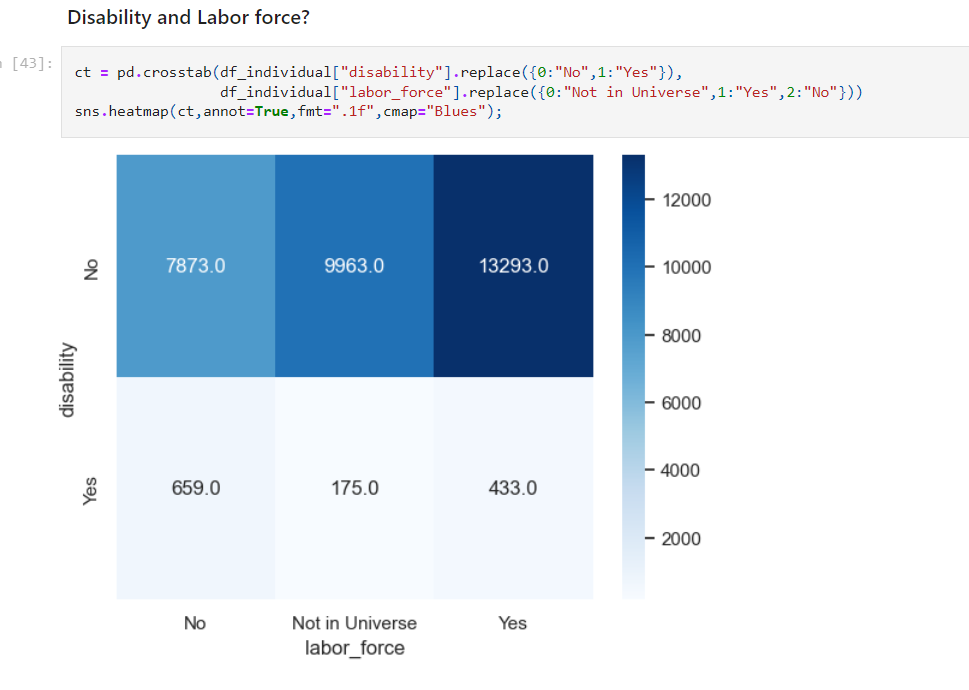 Disability and Labor force?
[43]:
ct = pd.crosstab(df_individual["disability"].replace({0:"No",1:"Yes"}),
df_individual["labor_force"].replace({0:"Not in Universe",1:"Yes",2:"No"}))
sns.heatmap(ct,annot=True,fmt=".1f",cmap="Blues");
12000
10000
8000
6000
4000
2000
disability
No
7873.0 9963.0 13293.0
Yes
659.0 175.0 433.0
No Not in Universe Yes
labor_force